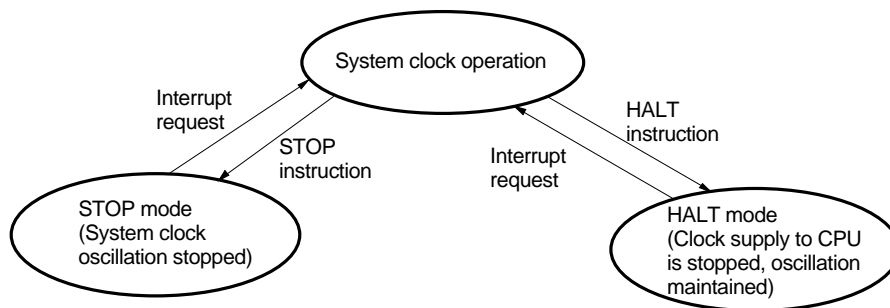 System clock operation
Interrupt
request
HALT
instruction
STOP
instruction
Interrupt
request
STOP mode
(System clock
oscillation stopped)
HALT mode
(Clock supply to CPU
is stopped, oscillation
maintained)